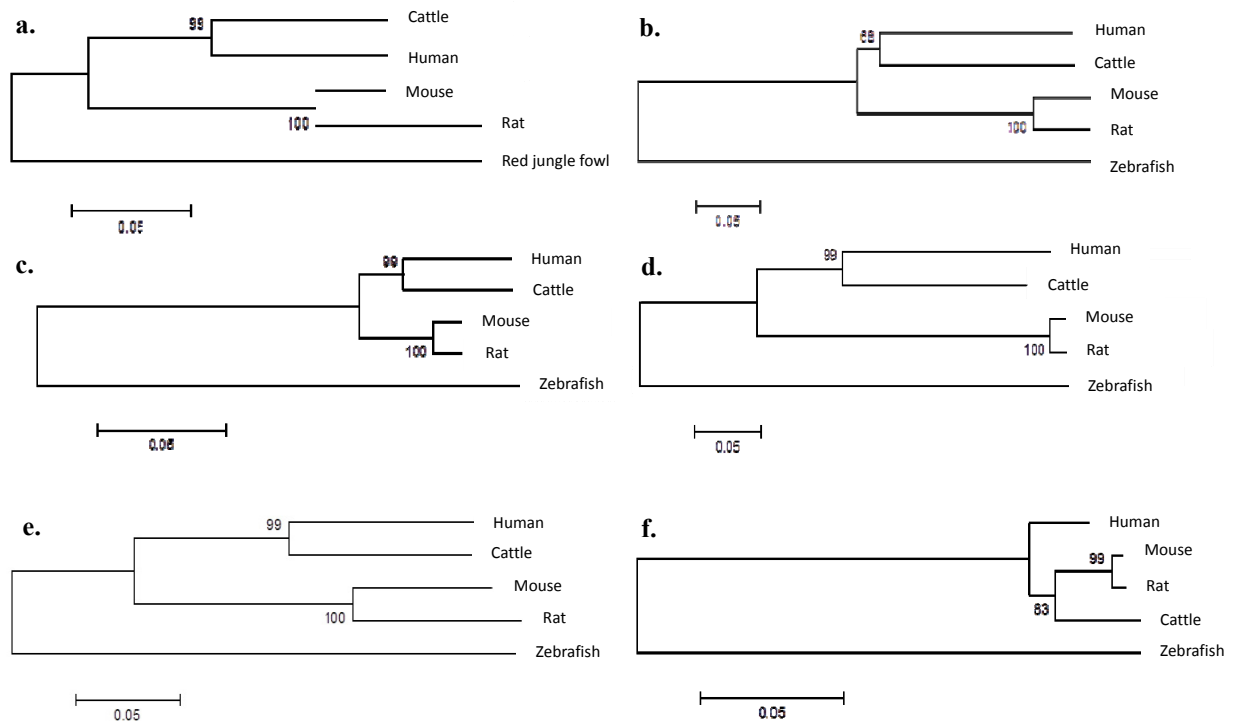 a.
99
Cattle
Human
Mouse
100
Rat
Red jungle fowl
0.05
b.
Human
Cattle
Mouse
100
Rat
Zebrafish
0.05
c.
99
Human
Cattle
Mouse
100
Rat
Zebrafish
d.
99
Human
Cattle
Mouse
100
Rat
Zebrafish
0.05
e.
99
Human
Cattle
Mouse
100
Rat
Zebrafish
0.05
f.
Human
99
Mouse
Rat
83
Cattle
Zebrafish
0.05